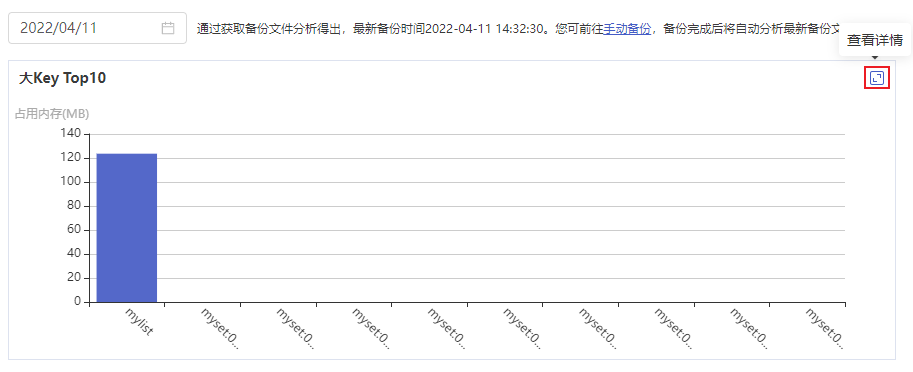 2022/04/11
通过获取备份文件分析得出，最新备份时间2022-04-11 14:32:30。您可前往手动备份，备份完成后将自动分析最新备份文
查看详情
大Key Top10
占用内存(MB)
140
120
100
80
60
40
20
0
mylist
myset:0...
myset:0...
myset:0...
myset:0...
myset:0...
myset:0...
myset:0...
myset:0...
myset:0...